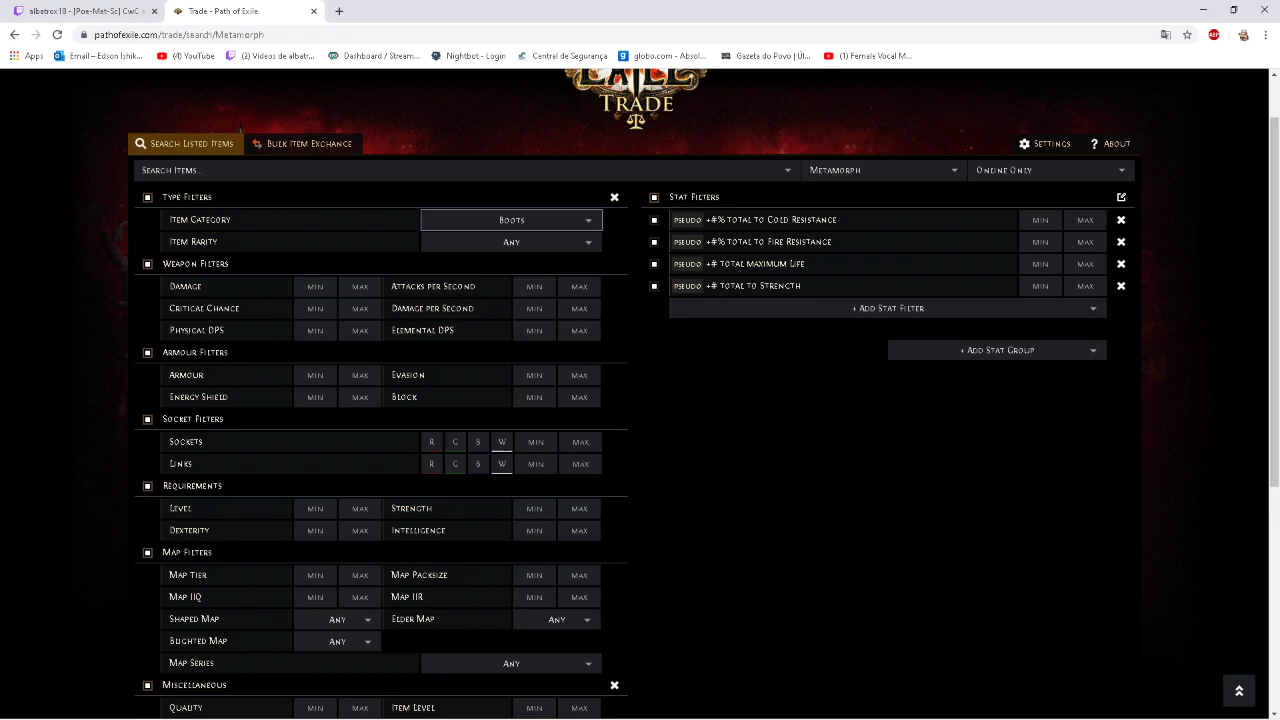 albatrox18 - [Poe-Met-Sc] CwC a
Trade - Path of Exile
pathofexile.com/trade/search/Metamorph
Apps Email – Edson Ishik... (4) YouTube (2) Vídeos de albatr... Dashboard / Stream... Nightbot - Login Central de Segurança globo.com - Absol... Gazeta do Povo | Úl... (1) Female Vocal M...
EXILE
TRADE
Search Listed Items Bulk Item Exchange Settings ? About
Search Items... Metamorph Online Only
Type Filters
Item Category Boots
Item Rarity Any
Weapon Filters
Damage MIN MAX Attacks per Second MIN MAX
Critical Chance MIN MAX Damage per Second MIN MAX
Physical DPS MIN MAX Elemental DPS MIN MAX
Armour Filters
Armour MIN MAX Evasion MIN MAX
Energy Shield MIN MAX Block MIN MAX
Socket Filters
Sockets R G B W MIN MAX
Links R G B W MIN MAX
Requirements
Level MIN MAX Strength MIN MAX
Dexterity MIN MAX Intelligence MIN MAX
Map Filters
Map Tier MIN MAX Map Packsize MIN MAX
Map IIQ MIN MAX Map IIR MIN MAX
Shaped Map Any Elder Map Any
Blighted Map Any
Map Series Any
Miscellaneous
Quality MIN MAX Item Level MIN MAX
Stat Filters
PSEUDO +#% total to Cold Resistance MIN MAX
PSEUDO +#% total to Fire Resistance MIN MAX
PSEUDO +# total maximum Life MIN MAX
PSEUDO +# total to Strength MIN MAX
+ Add Stat Filter
+ Add Stat Group